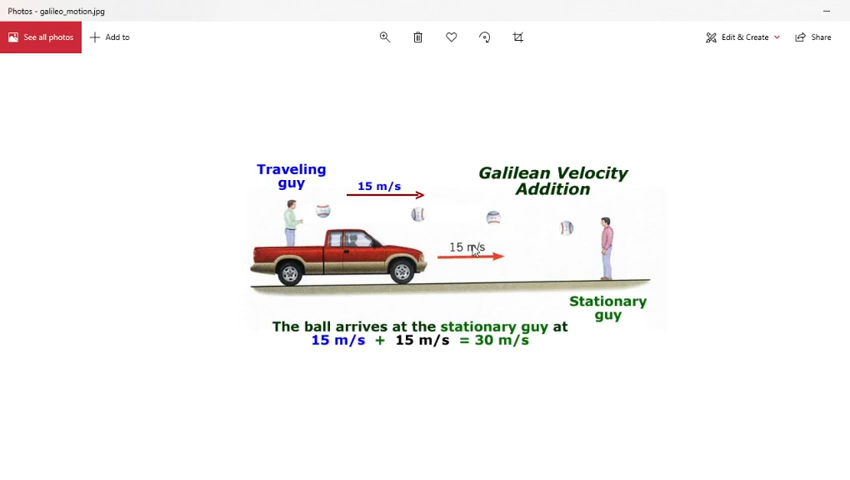 Photos - galileo_motion.jpg
See all photos
Add to
Edit & Create
Share
Traveling
guy
15 m/s
Galilean Velocity
Addition
15 m/s
Stationary
guy
The ball arrives at the stationary guy at
15 m/s + 15 m/s = 30 m/s